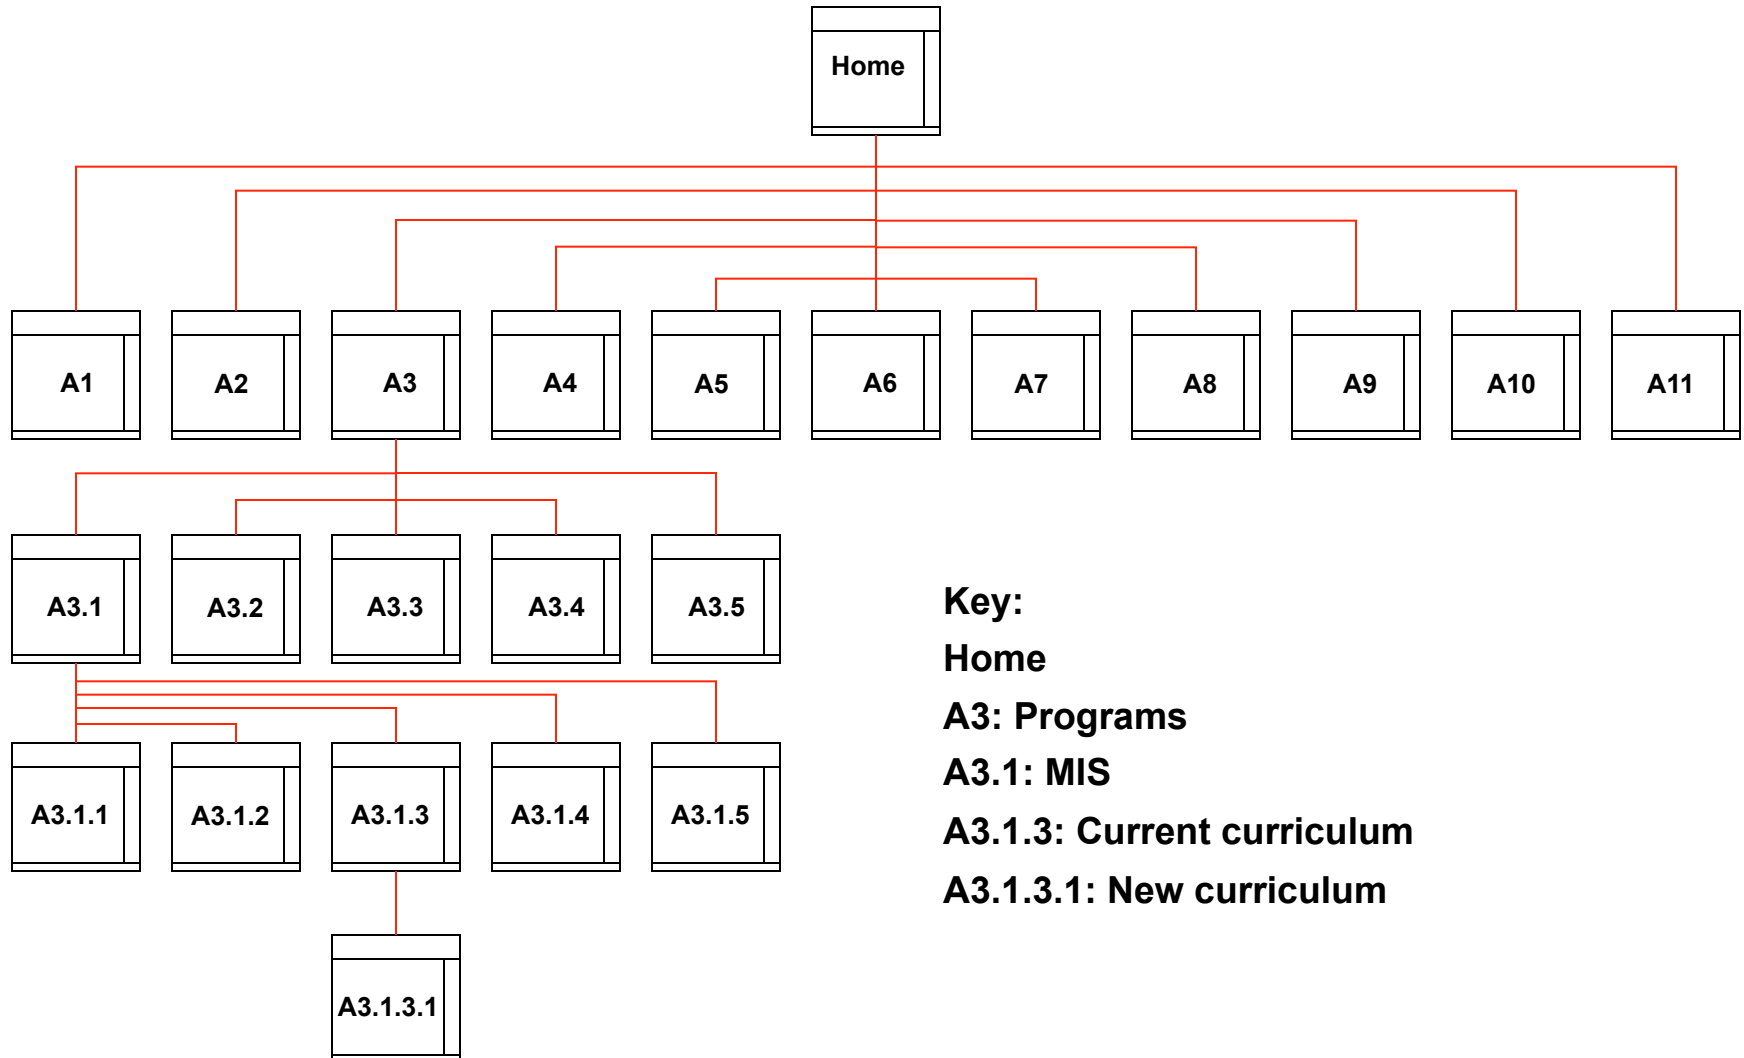 Home
A1
A2
A3
A4
A5
A6
A7
A8
A9
A10
A11
A3.1
A3.2
A3.3
A3.4
A3.5
A3.1.1
A3.1.2
A3.1.3
A3.1.4
A3.1.5
A3.1.3.1
Key:
Home
A3: Programs
A3.1: MIS
A3.1.3: Current curriculum
A3.1.3.1: New curriculum